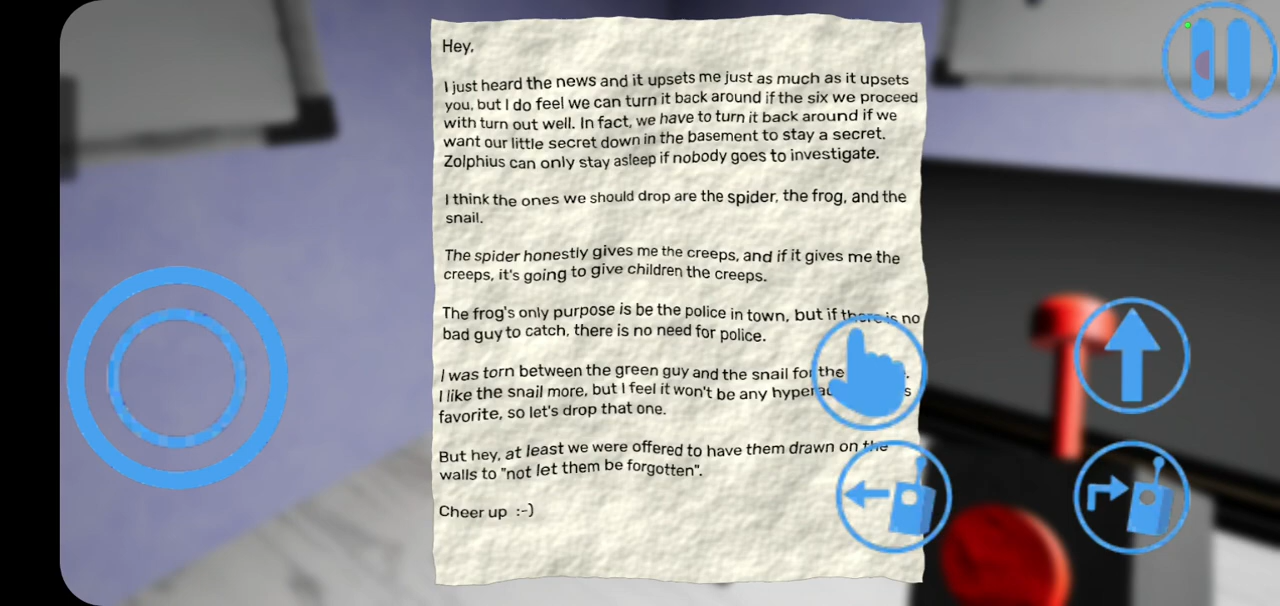 Hey,
I just heard the news and it upsets me just as much as it upsets
you, but I do feel we can turn it back around if the six we proceed
with turn out well. In fact, we have to turn it back around if we
want our little secret down in the basement to stay a secret.
Zolphius can only stay asleep if nobody goes to investigate.
I think the ones we should drop are the spider, the frog, and the
snail.
The spider honestly gives me the creeps, and if it gives me the
creeps, it's going to give children the creeps.
The frog's only purpose is be the police in town, but if there is no
bad guy to catch, there is no need for police.
I was torn between the green guy and the snail for the
I like the snail more, but I feel it won't be any
favorite, so let's drop that one.
But hey, at least we were offered to have them drawn on the
walls to "not let them be forgotten".
Cheer up :-)